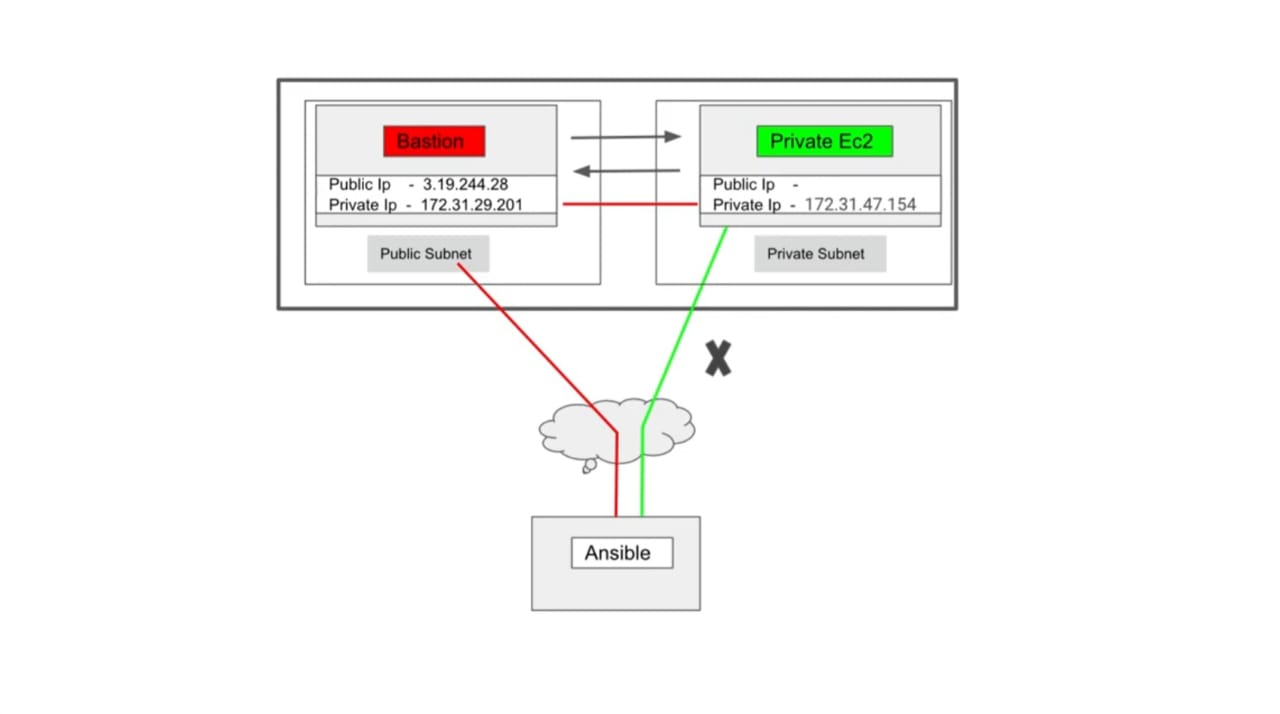 Bastion
Public Ip - 3.19.244.28
Private Ip - 172.31.29.201
Public Subnet
Private Ec2
Public Ip -
Private Ip - 172.31.47.154
Private Subnet
X
Ansible